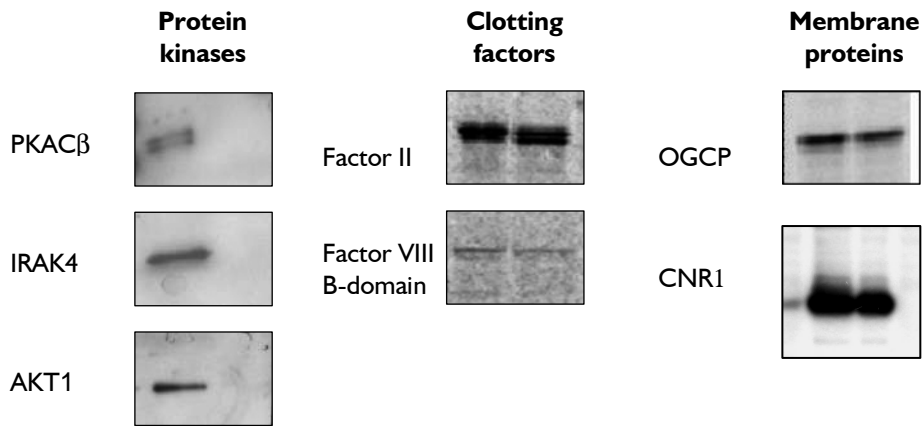 Protein
kinases
PKACβ
IRAK4
AKT1
Clotting
factors
Factor II
Factor VIII
B-domain
Membrane
proteins
OGCP
CNR1